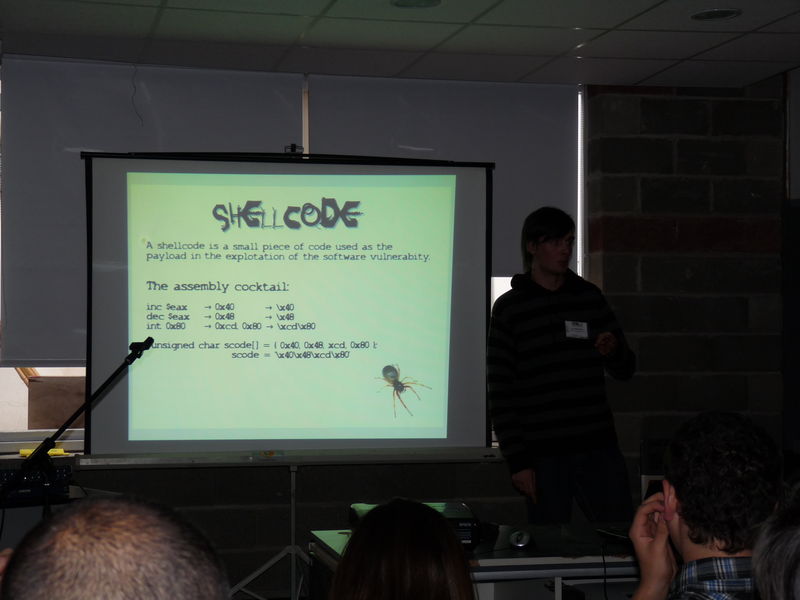 SHELLCODE
A shellcode is a small piece of code used as the
payload in the explotation of the software vulnerabity.
The assembly cocktail:
inc $eax → 0x40 → \x40
dec $eax → 0x48 → \x48
int 0x80 → 0xcd, 0x80 → \xcd\x80
unsigned char scode[] = { 0x40, 0x48, xcd, 0x80 };
scode = "\x40\x48\xcd\x80"